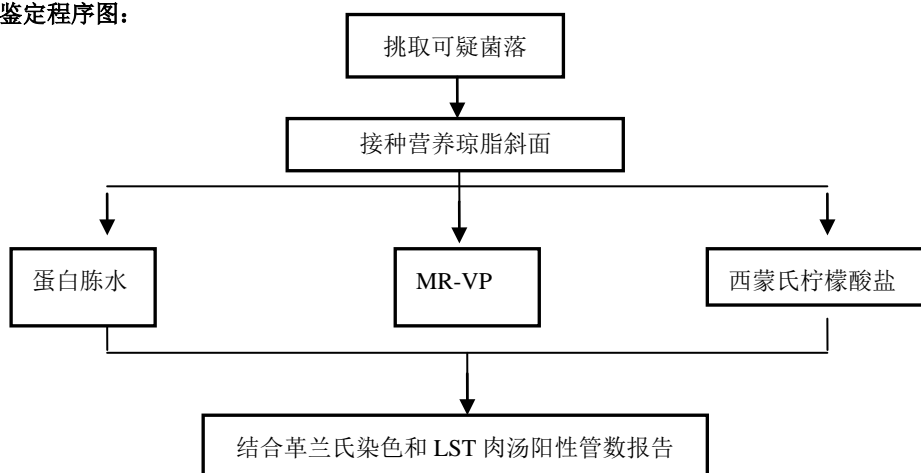 鉴定程序图：
挑取可疑菌落
接种营养琼脂斜面
蛋白胨水
MR-VP
西蒙氏柠檬酸盐
结合革兰氏染色和 LST 肉汤阳性管数报告